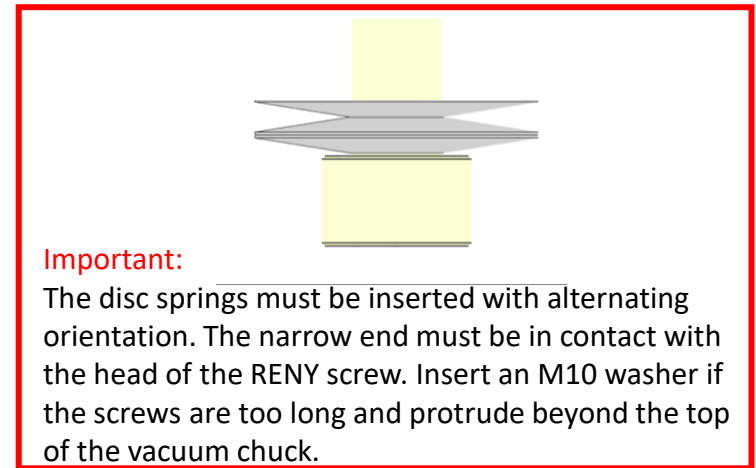 Important:
The disc springs must be inserted with alternating
orientation. The narrow end must be in contact with
the head of the RENY screw. Insert an M10 washer if
the screws are too long and protrude beyond the top
of the vacuum chuck.